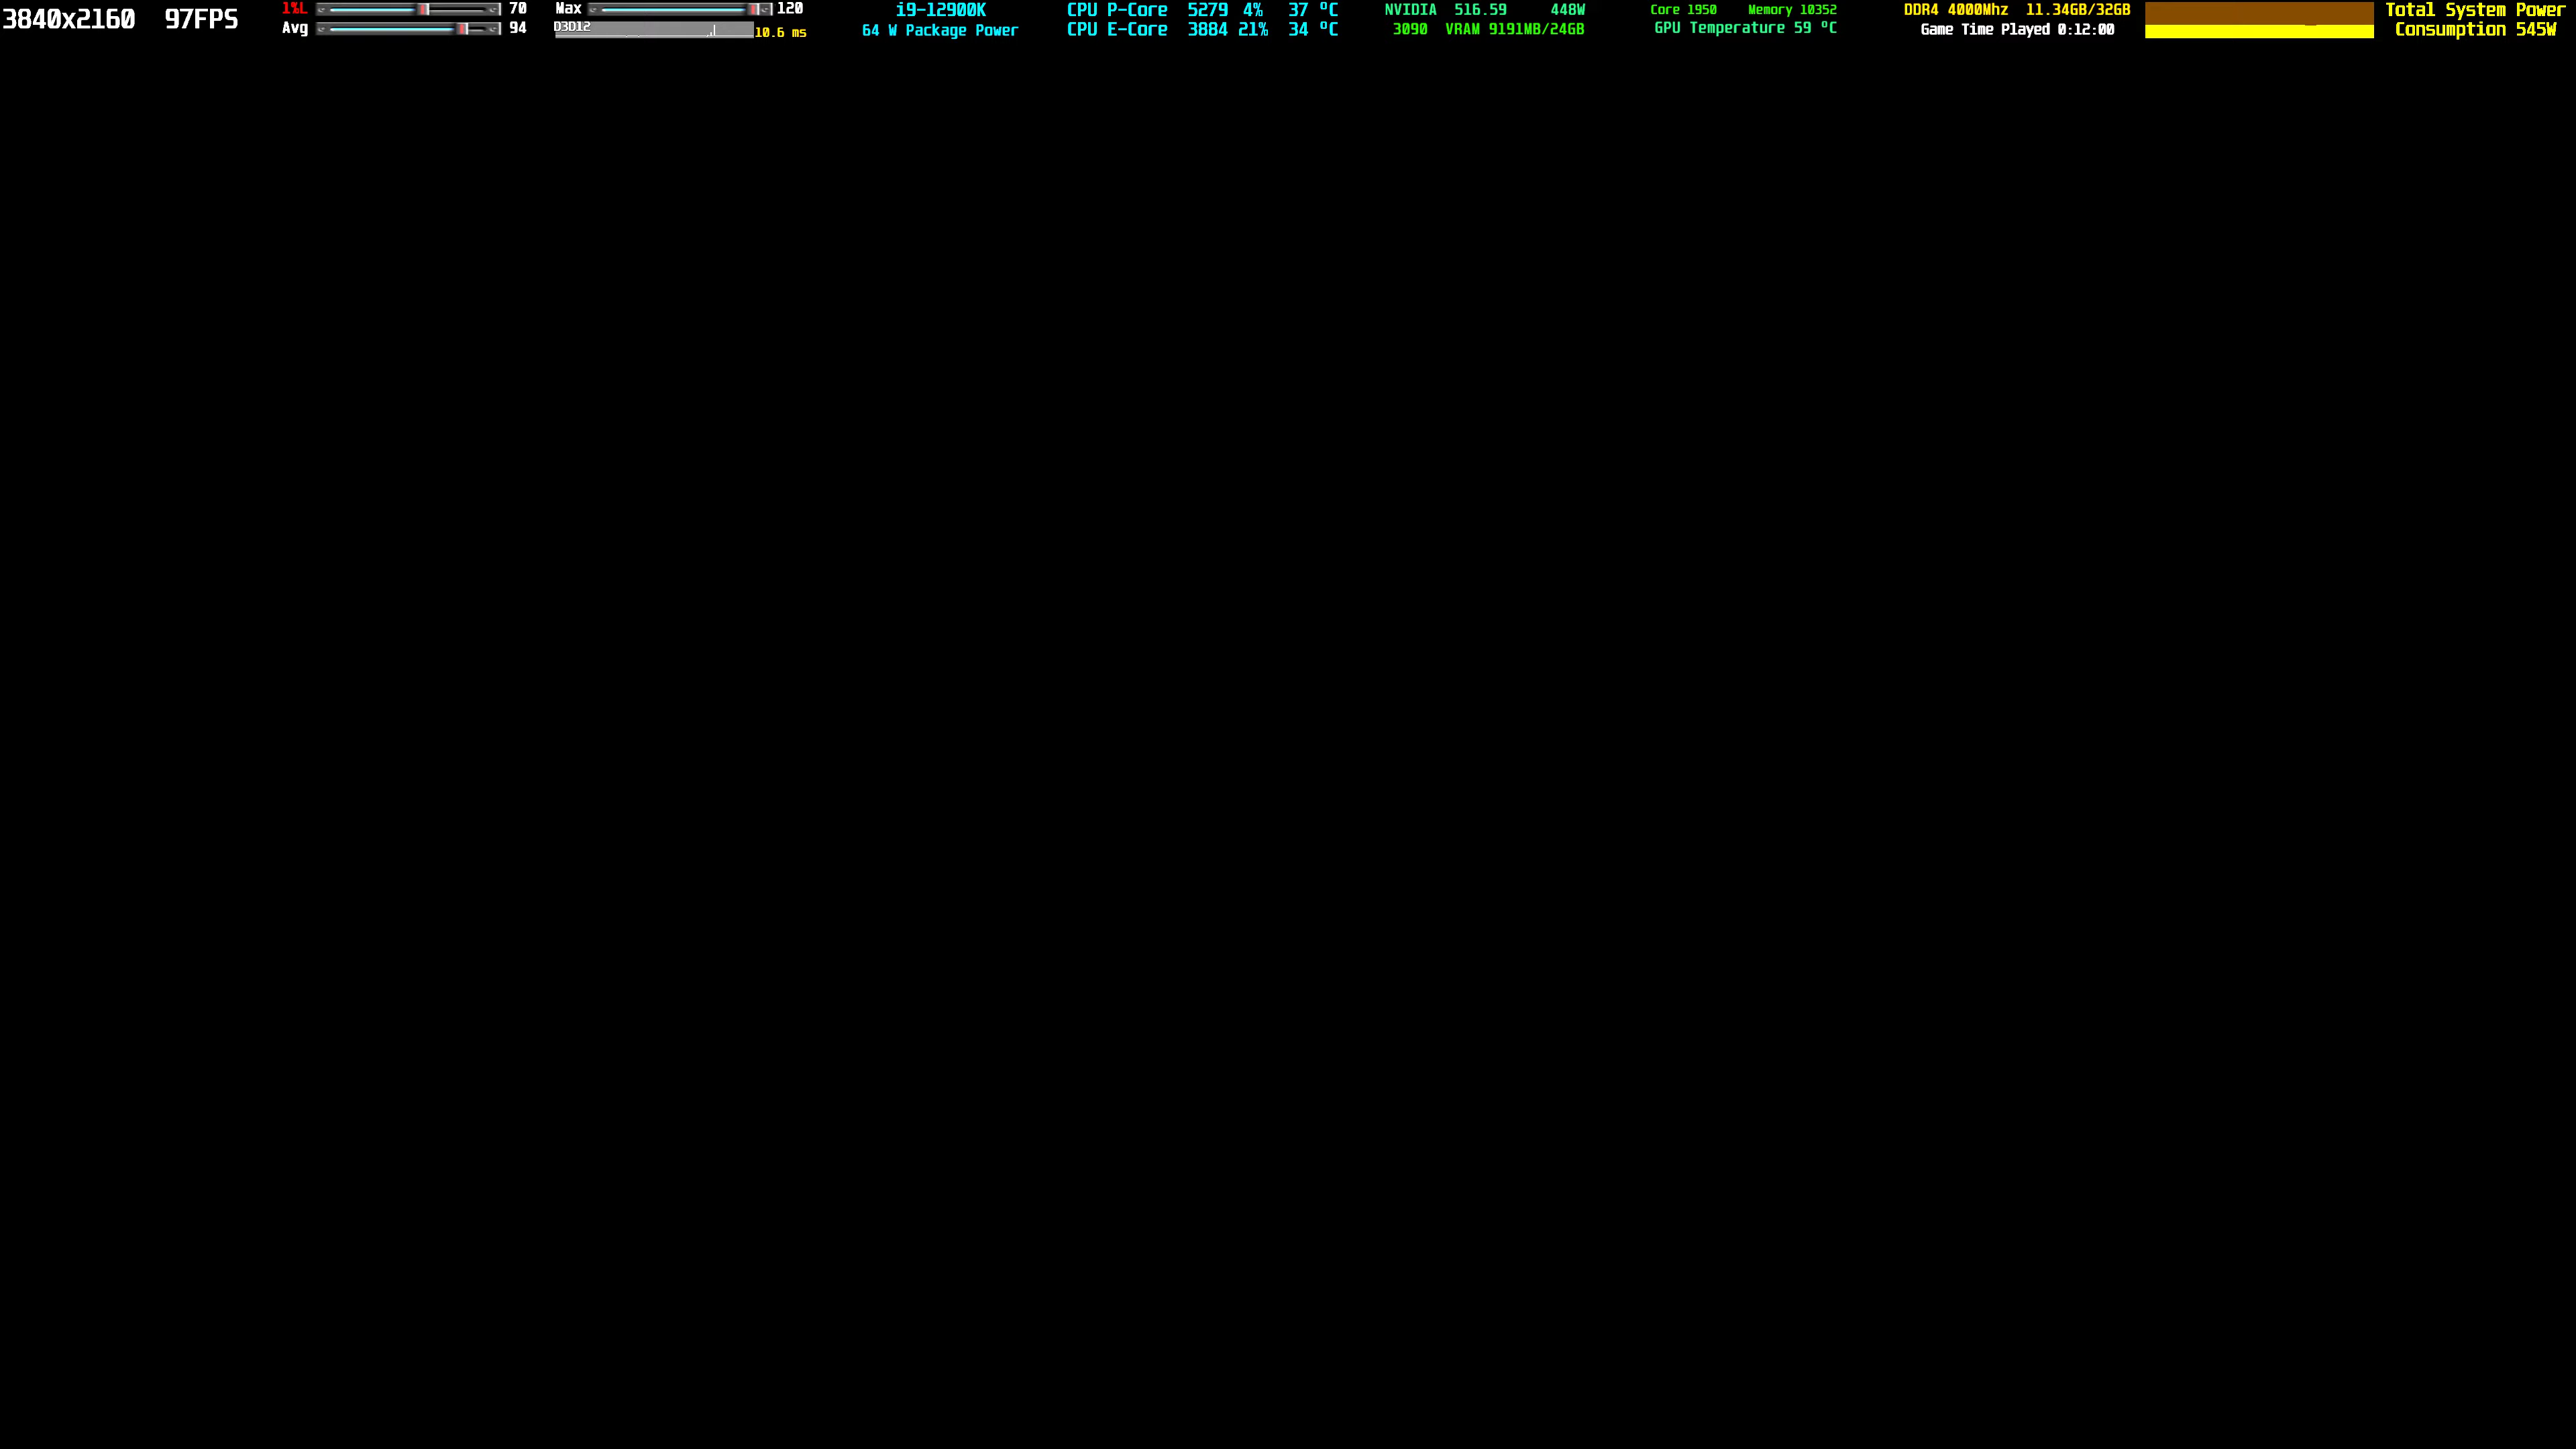 3840x2160 97FPS
1%L 70 Max 120
Avg 94 D3D12 10.6 ms
i9-12900K CPU P-Core 5279 4% 37 °C
64 W Package Power CPU E-Core 3884 21% 34 °C
NVIDIA 516.59 448W Core 1950 Memory 10352
3090 VRAM 9191MB/24GB GPU Temperature 59 °C
DDR4 4000Mhz 11.34GB/32GB
Game Time Played 0:12:00
Total System Power
Consumption 545W